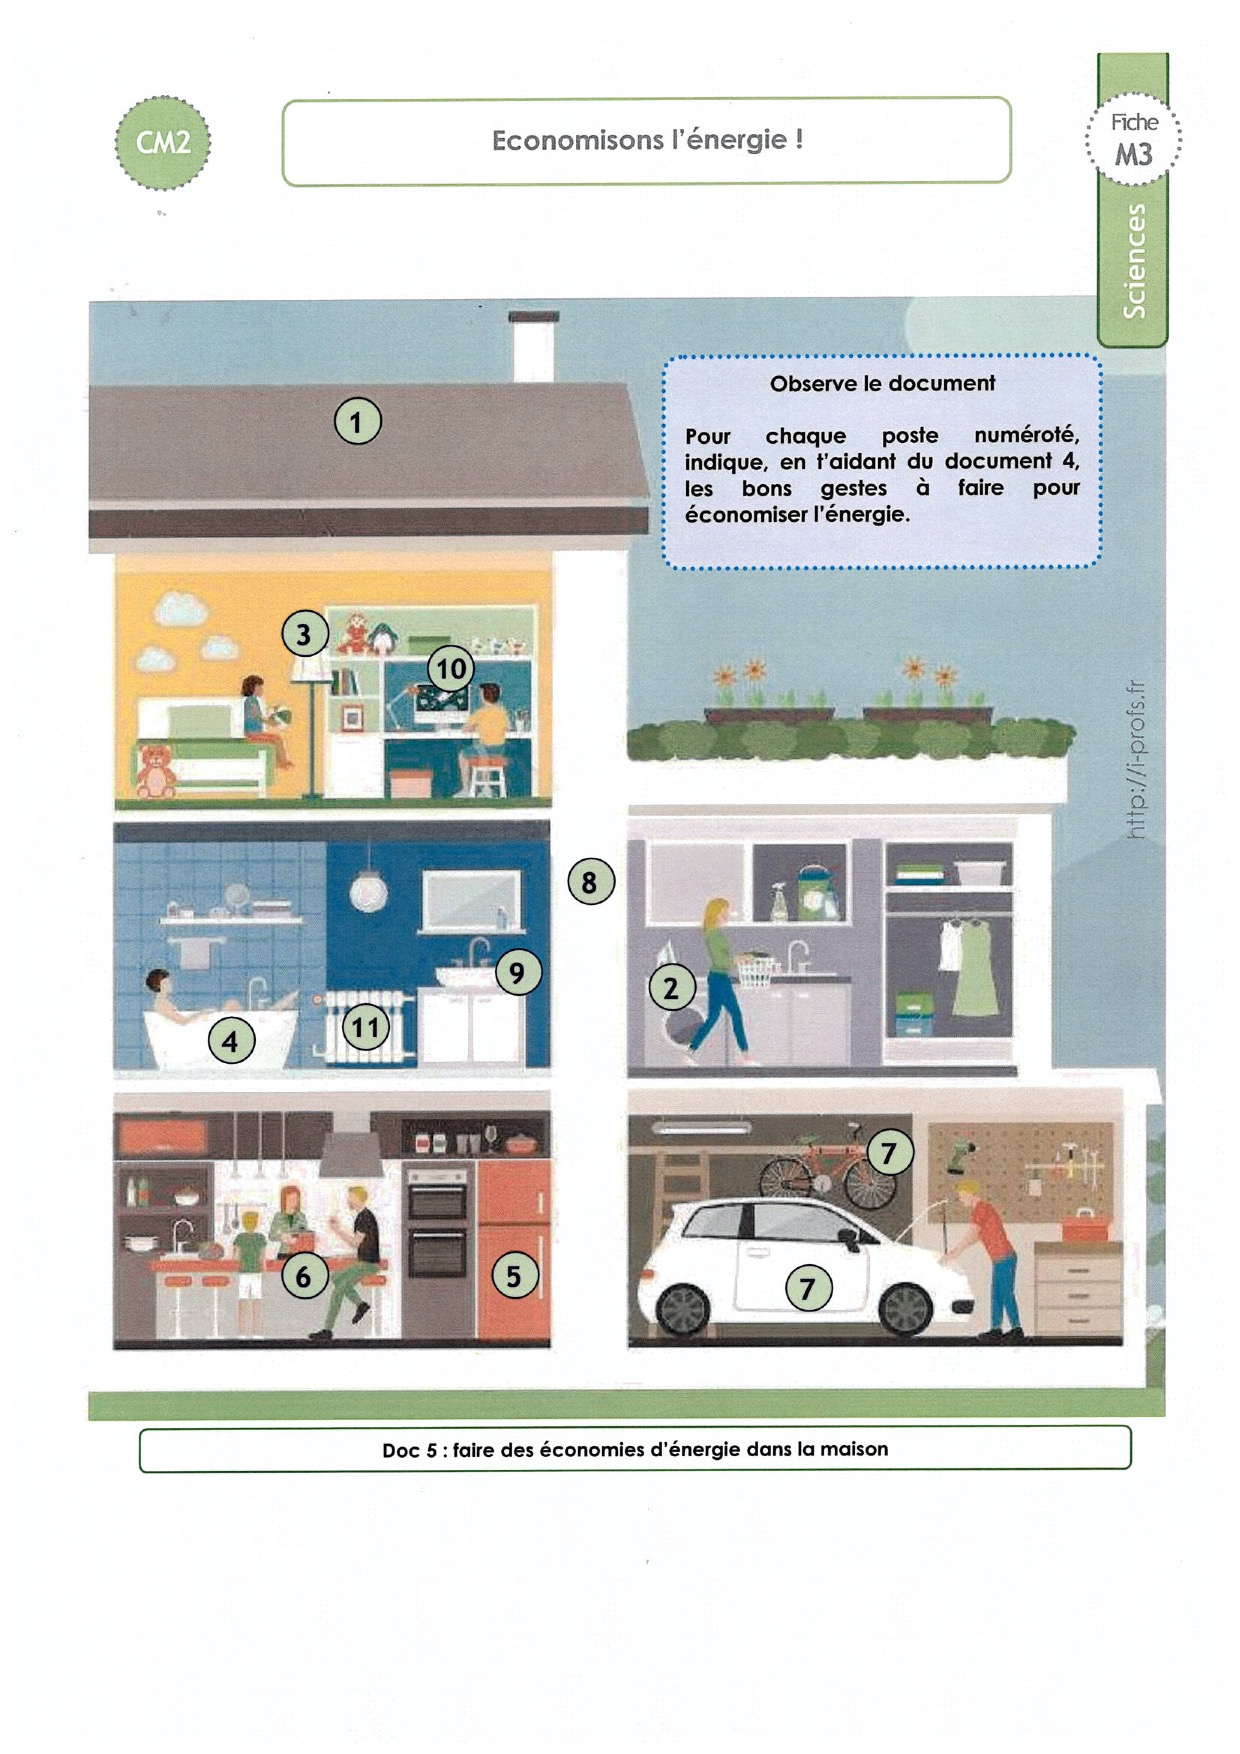 CM2
Economisons l'énergie !
Fiche
M3
Sciences
Observe le document
Pour chaque poste numéroté,
indique, en t'aidant du document 4,
les bons gestes à faire pour
économiser l'énergie.
1
3
10
8
9
2
11
4
7
6
5
7
http://i-profs.fr
Doc 5 : faire des économies d'énergie dans la maison